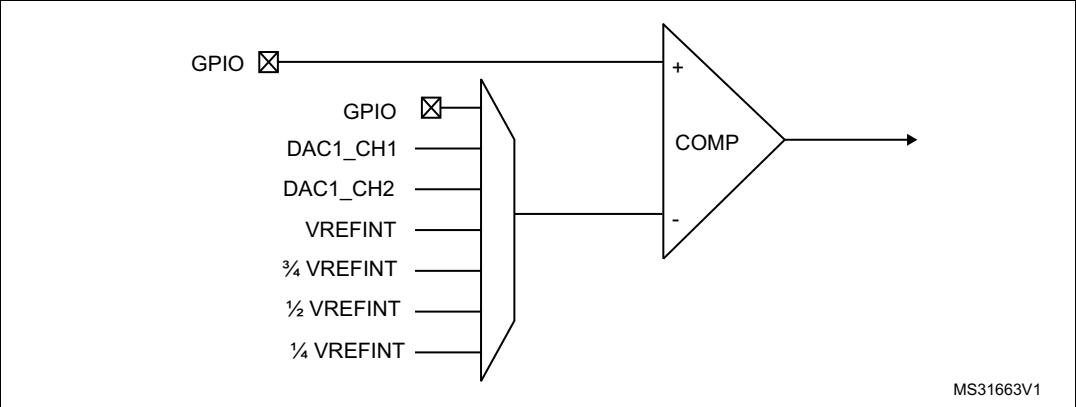 GPIO
+
GPIO
DAC1_CH1
COMP
DAC1_CH2
VREFINT
-
¾ VREFINT
½ VREFINT
¼ VREFINT
MS31663V1